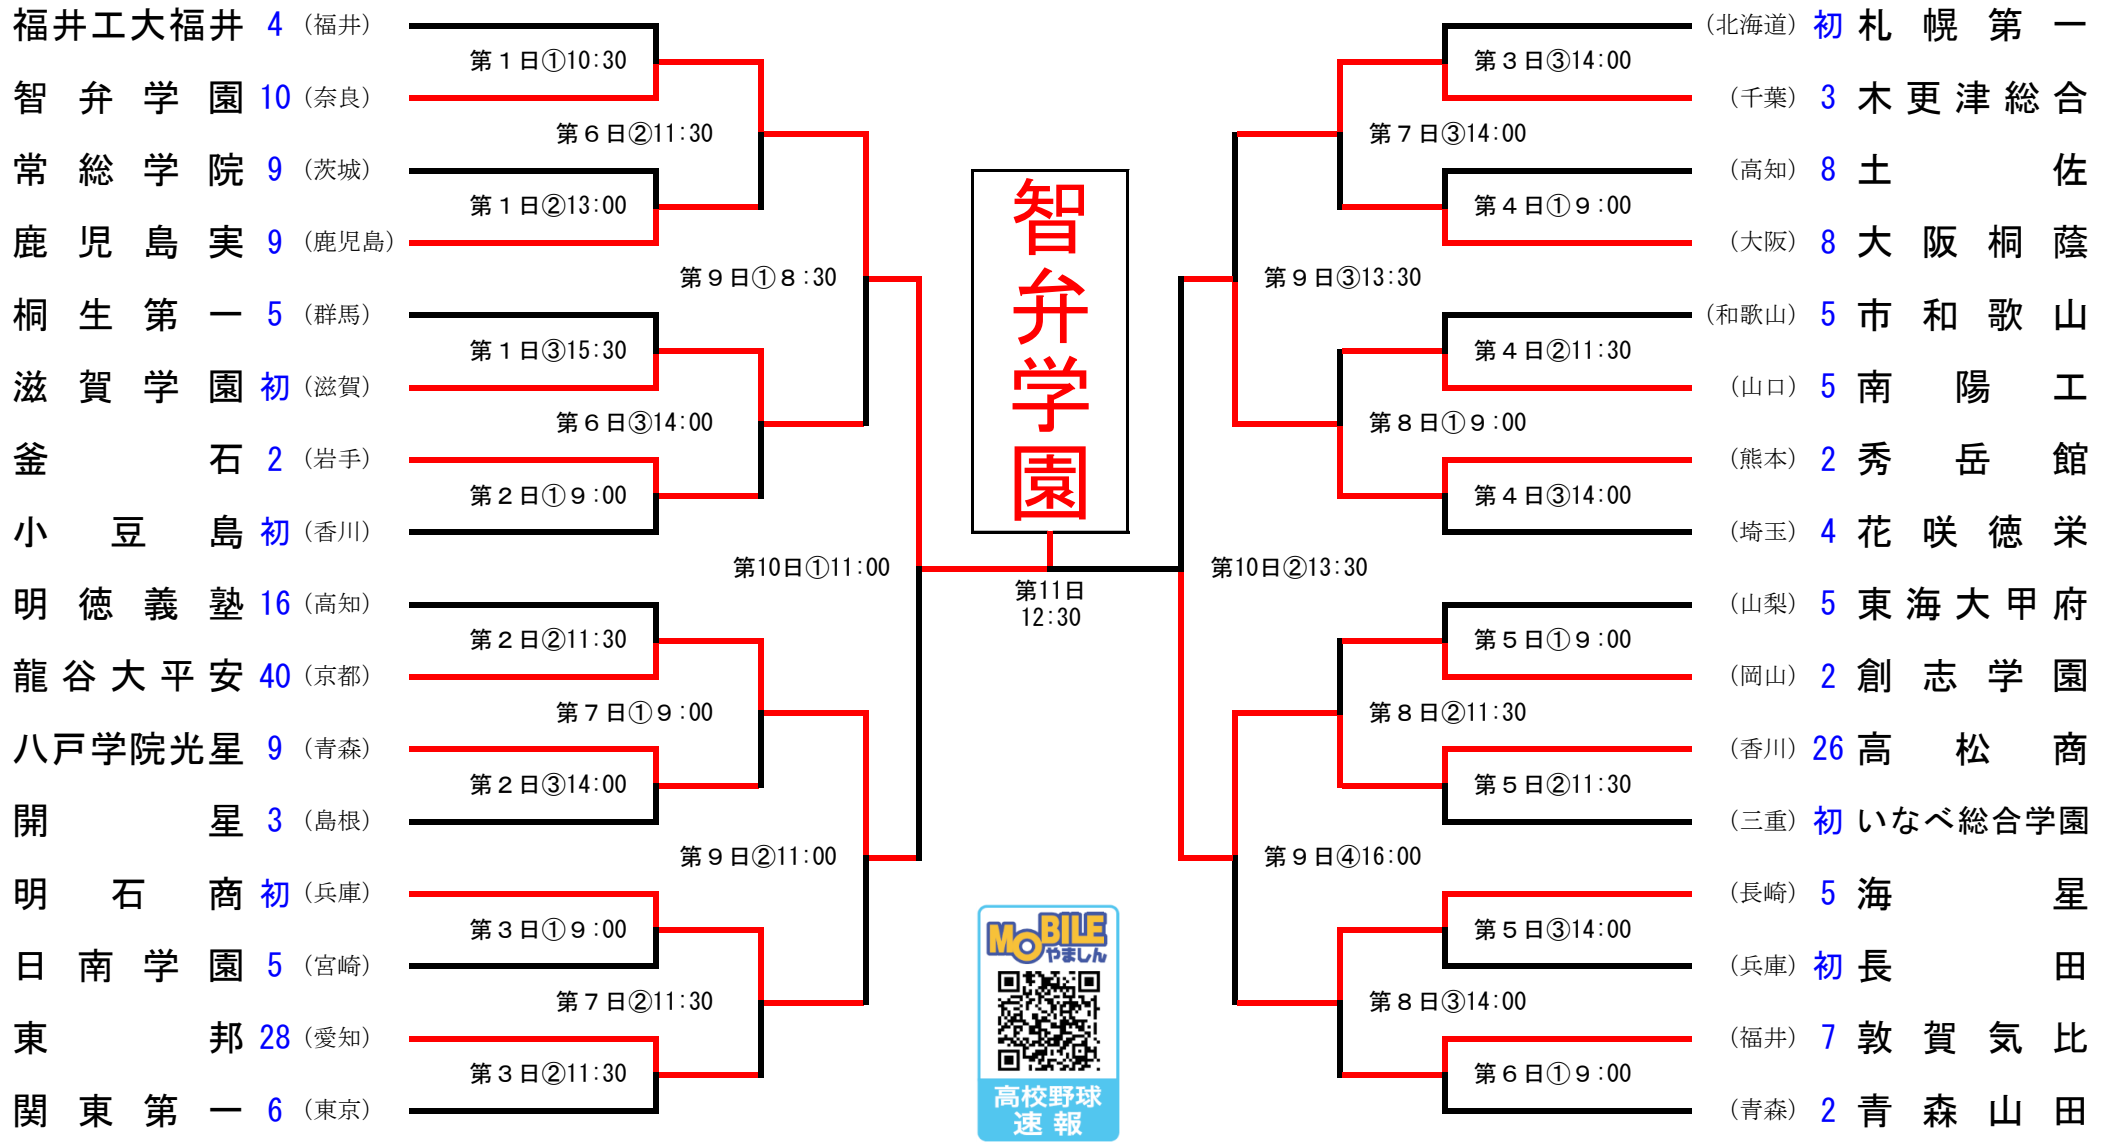 福井工大福井 4 (福井)
第1日①10:30
智弁学園 10 (奈良)
第6日②11:30
常総学院 9 (茨城)
第1日②13:00
鹿児島実 9 (鹿児島)
第9日①8:30
桐生第一 5 (群馬)
第1日③15:30
滋賀学園 初 (滋賀)
第6日③14:00
釜石 2 (岩手)
第2日①9:00
小豆島 初 (香川)
第10日①11:00
明徳義塾 16 (高知)
第2日②11:30
龍谷大平安 40 (京都)
第7日①9:00
八戸学院光星 9 (青森)
第2日③14:00
開星 3 (島根)
第9日②11:00
明石商 初 (兵庫)
第3日①9:00
日南学園 5 (宮崎)
第7日②11:30
東邦 28 (愛知)
第3日②11:30
関東第一 6 (東京)
智弁学園
第11日
12:30
MOBILE
やましん
高校野球
速報
(北海道) 初 札幌第一
第3日③14:00
(千葉) 3 木更津総合
第7日③14:00
(高知) 8 土佐
第4日①9:00
(大阪) 8 大阪桐蔭
第9日③13:30
(和歌山) 5 市和歌山
第4日②11:30
(山口) 5 南陽工
第8日①9:00
(熊本) 2 秀岳館
第4日③14:00
(埼玉) 4 花咲徳栄
第10日②13:30
(山梨) 5 東海大甲府
第5日①9:00
(岡山) 2 創志学園
第8日②11:30
(香川) 26 高松商
第5日②11:30
(三重) 初 いなべ総合学園
第9日④16:00
(長崎) 5 海星
第5日③14:00
(兵庫) 初 長田
第8日③14:00
(福井) 7 敦賀気比
第6日①9:00
(青森) 2 青森山田